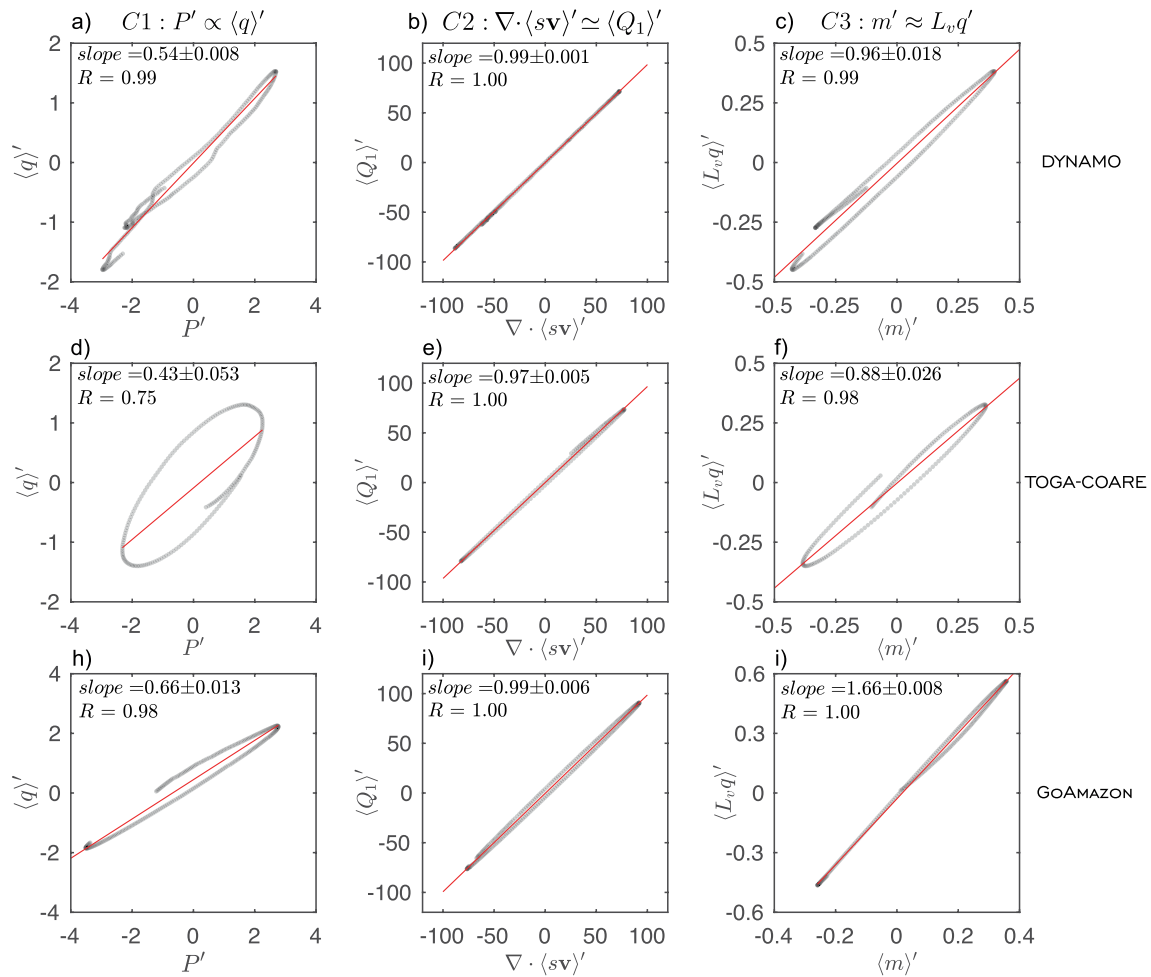 a) C1 : P′ ∝ ⟨q⟩′
b) C2 : ∇·⟨sv⟩′ ≃ ⟨Q₁⟩′
c) C3 : m′ ≈ Lᵥq′
slope =0.54±0.008
R = 0.99
2
1
0
-1
-2
⟨q⟩′
-4 -2 0 2 4
P′
slope =0.99±0.001
R = 1.00
100
50
0
-50
-100
⟨Q₁⟩′
-100 -50 0 50 100
∇ · ⟨sv⟩′
slope =0.96±0.018
R = 0.99
0.5
0.25
0
-0.25
-0.5
⟨Lᵥq⟩′
-0.5 -0.25 0 0.25 0.5
⟨m⟩′
DYNAMO
d)
slope =0.43±0.053
R = 0.75
2
1
0
-1
-2
⟨q⟩′
-4 -2 0 2 4
P′
e)
slope =0.97±0.005
R = 1.00
100
50
0
-50
-100
⟨Q₁⟩′
-100 -50 0 50 100
∇ · ⟨sv⟩′
f)
slope =0.88±0.026
R = 0.98
0.5
0.25
0
-0.25
-0.5
⟨Lᵥq⟩′
-0.5 -0.25 0 0.25 0.5
⟨m⟩′
TOGA-COARE
h)
slope =0.66±0.013
R = 0.98
4
2
0
-2
-4
⟨q⟩′
-4 -2 0 2 4
P′
i)
slope =0.99±0.006
R = 1.00
100
50
0
-50
-100
⟨Q₁⟩′
-100 -50 0 50 100
∇ · ⟨sv⟩′
i)
slope =1.66±0.008
R = 1.00
0.6
0.3
0
-0.3
-0.6
⟨Lᵥq⟩′
-0.4 -0.2 0 0.2 0.4
⟨m⟩′
GOAMAZON